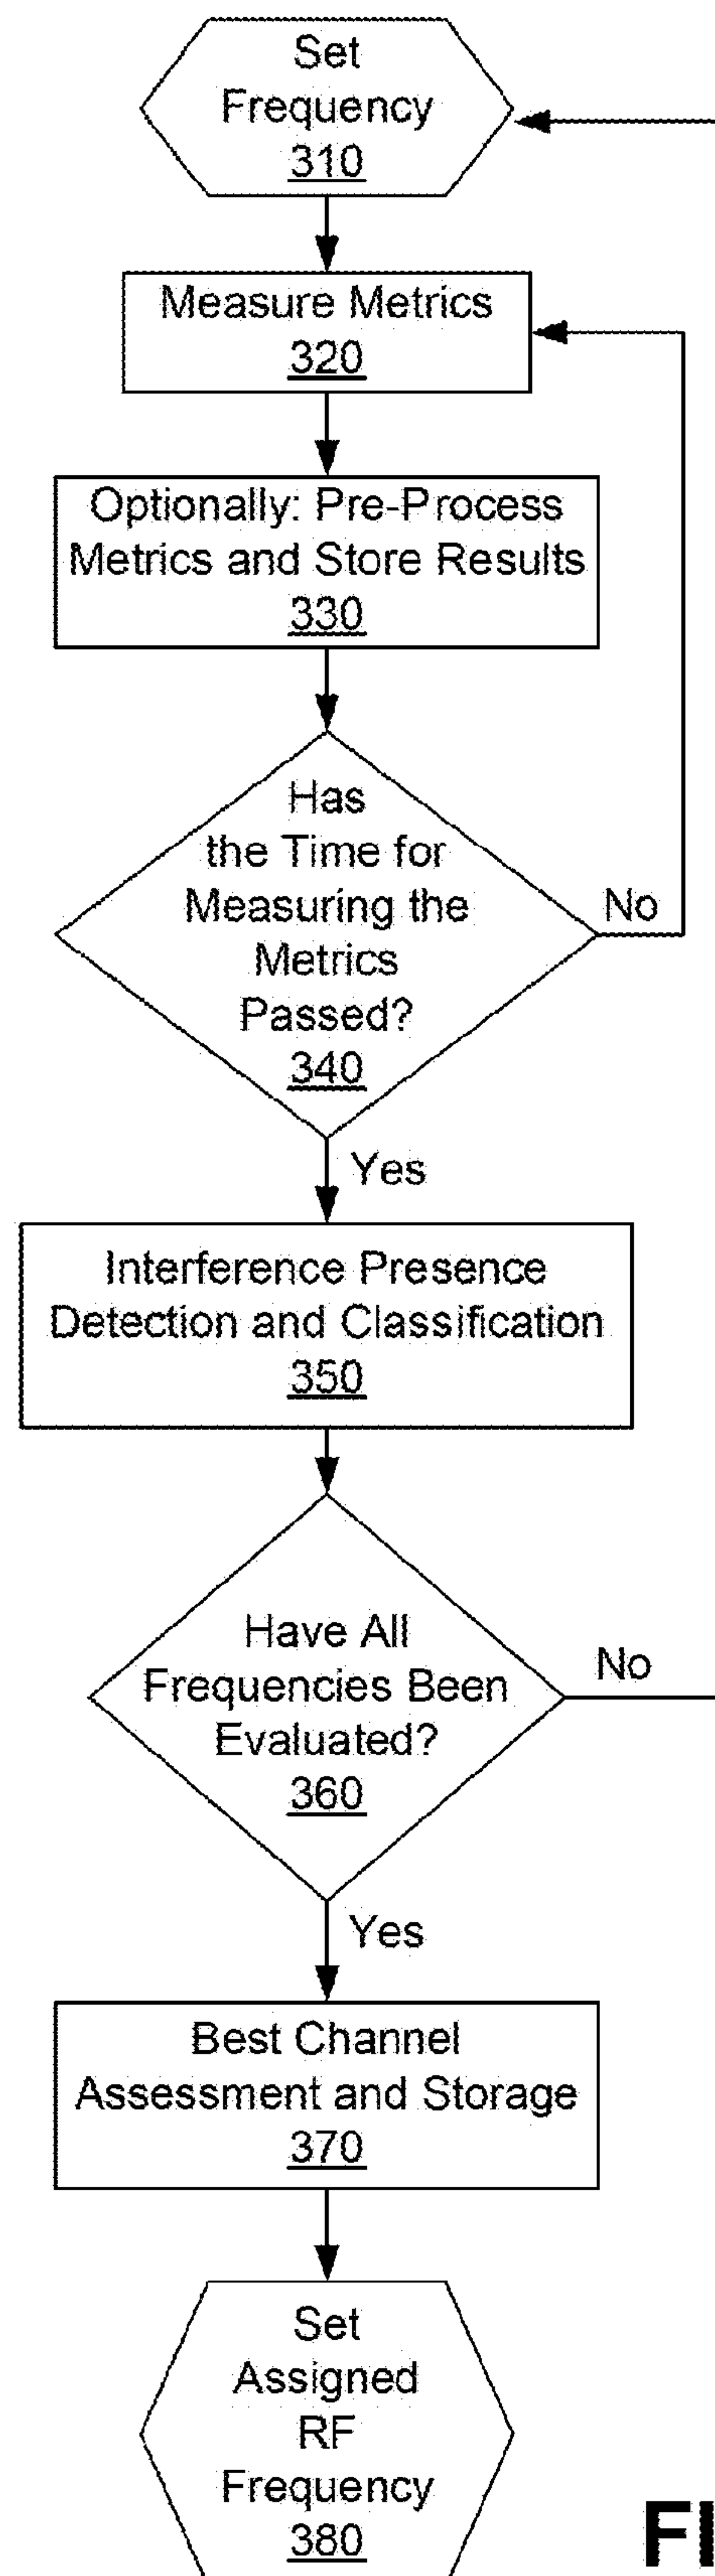 Set
Frequency
310
Measure Metrics
320
Optionally: Pre-Process
Metrics and Store Results
330
Has
the Time for
Measuring the
Metrics
Passed?
340
No
Yes
Interference Presence
Detection and Classification
350
Have All
Frequencies Been
Evaluated?
360
No
Yes
Best Channel
Assessment and Storage
370
Set
Assigned
RF
Frequency
380
FI